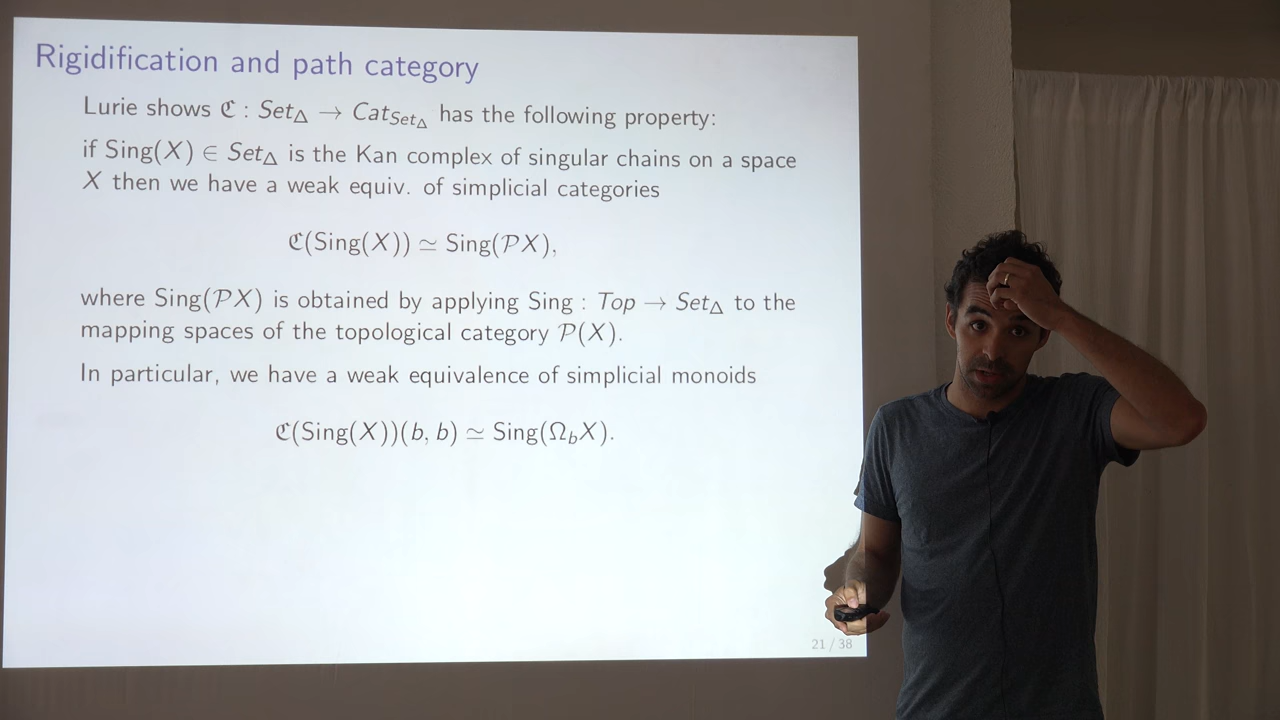 Rigidification and path category
Lurie shows ℭ : Set_Δ → Cat_{Set_Δ} has the following property:
if Sing(X) ∈ Set_Δ is the Kan complex of singular chains on a space
X then we have a weak equiv. of simplicial categories
ℭ(Sing(X)) ≃ Sing(𝒫X),
where Sing(𝒫X) is obtained by applying Sing : Top → Set_Δ to the
mapping spaces of the topological category 𝒫(X).
In particular, we have a weak equivalence of simplicial monoids
ℭ(Sing(X))(b, b) ≃ Sing(Ω_bX).
21 / 38